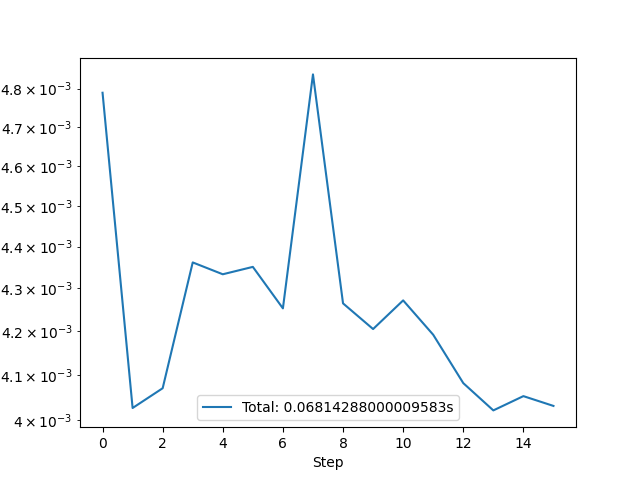 4.8 × 10⁻³
4.7 × 10⁻³
4.6 × 10⁻³
4.5 × 10⁻³
4.4 × 10⁻³
4.3 × 10⁻³
4.2 × 10⁻³
4.1 × 10⁻³
4 × 10⁻³
Total: 0.06814288000009583s
0 2 4 6 8 10 12 14
Step